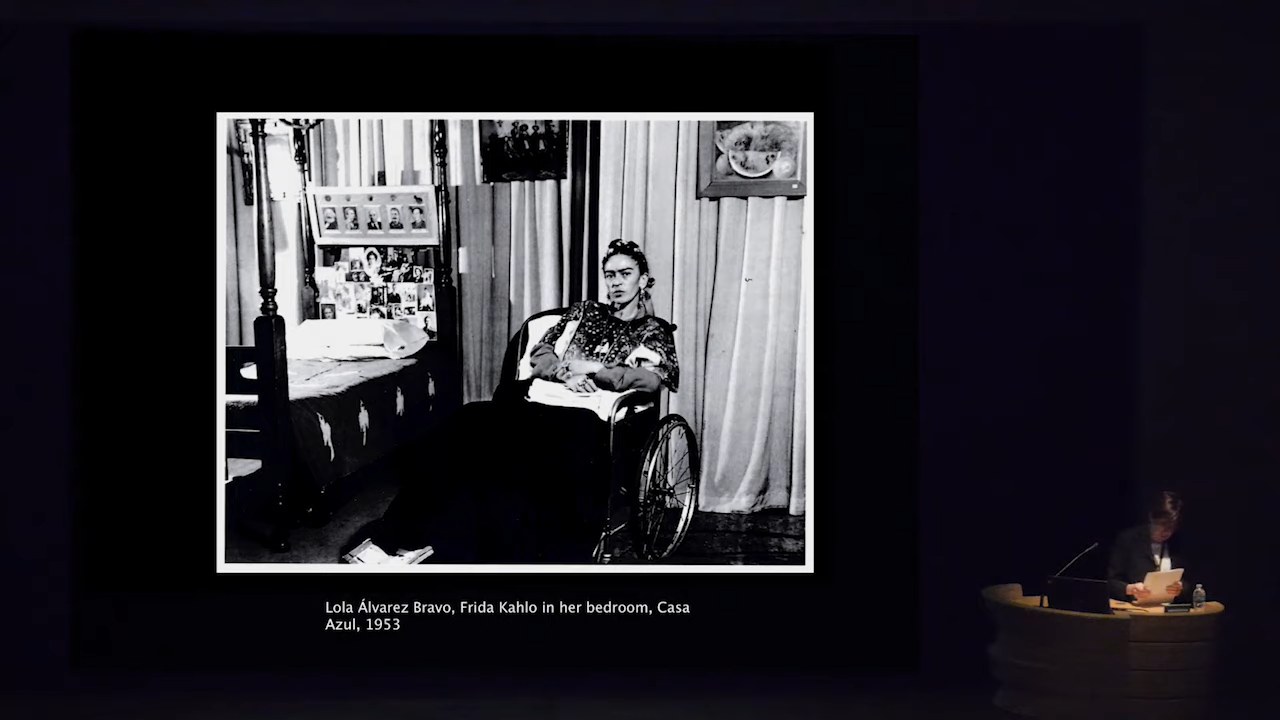 Lola Álvarez Bravo, Frida Kahlo in her bedroom, Casa
Azul, 1953